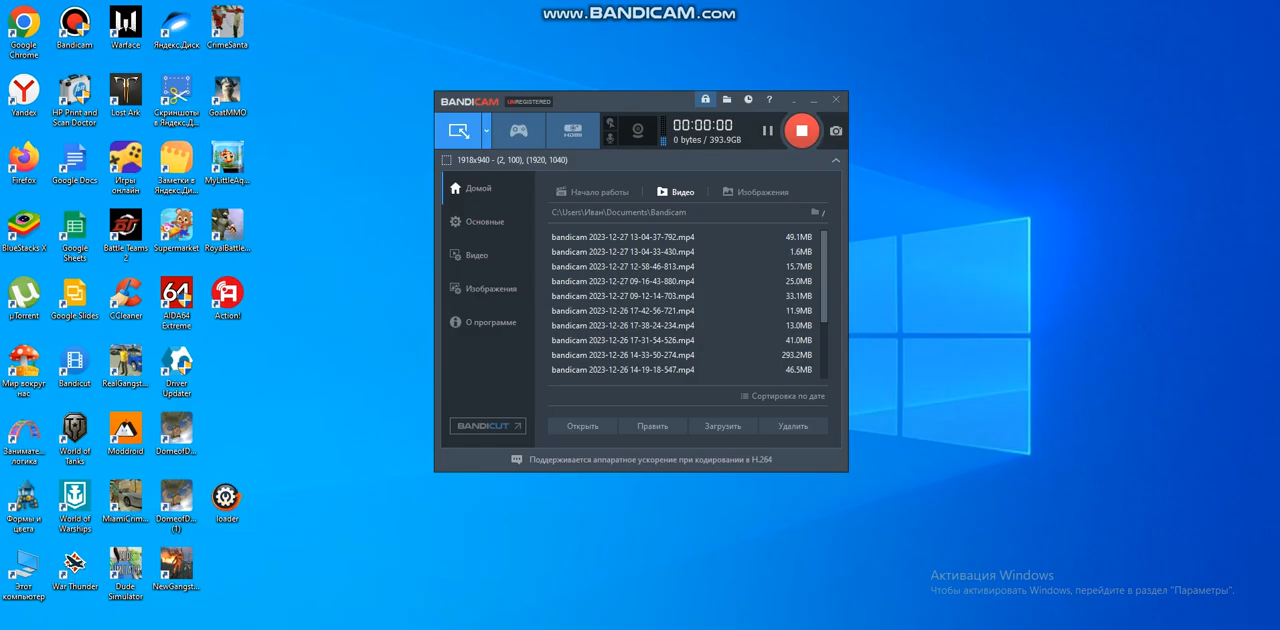 www.BANDICAM.com
Google
Chrome
Bandicam
Warface
Яндекс.Диск
CrimeSanta
Yandex
HP Print and
Scan Doctor
Lost Ark
Скриншоты
в Яндекс.Д...
GoatMMO
Firefox
Google Docs
Игры
онлайн
Заметки в
Яндекс.Ди...
MyLittleAq...
BlueStacks X
Google
Sheets
Battle Teams
2
Supermarket
RoyalBattle...
µTorrent
Google Slides
CCleaner
64
AIDA64
Extreme
Action!
Мир вокруг
нас
Bandicut
RealGangst...
Driver
Updater
Занимате...
логика
World of
Tanks
Moddroid
DomeofD...
Формы и
цвета
World of
Warships
MiamiCrim...
DomeofD...
(1)
loader
Этот
компьютер
War Thunder
Dude
Simulator
NewGangst...
BANDICAM UNREGISTERED
HDMI
00:00:00
0 bytes / 393.9GB
1918x940 - (2, 100), (1920, 1040)
Домой
Основные
Видео
Изображения
О программе
BANDICUT
Начало работы
Видео
Изображения
C:\Users\Иван\Documents\Bandicam
bandicam 2023-12-27 13-04-37-792.mp4 49.1MB
bandicam 2023-12-27 13-04-33-430.mp4 1.6MB
bandicam 2023-12-27 12-58-46-813.mp4 15.7MB
bandicam 2023-12-27 09-16-43-880.mp4 25.0MB
bandicam 2023-12-27 09-12-14-703.mp4 33.1MB
bandicam 2023-12-26 17-42-56-721.mp4 11.9MB
bandicam 2023-12-26 17-38-24-234.mp4 13.0MB
bandicam 2023-12-26 17-31-54-526.mp4 41.0MB
bandicam 2023-12-26 14-33-50-274.mp4 293.2MB
bandicam 2023-12-26 14-19-18-547.mp4 46.5MB
Сортировка по дате
Открыть
Править
Загрузить
Удалить
Поддерживается аппаратное ускорение при кодировании в H.264
Активация Windows
Чтобы активировать Windows, перейдите в раздел "Параметры".